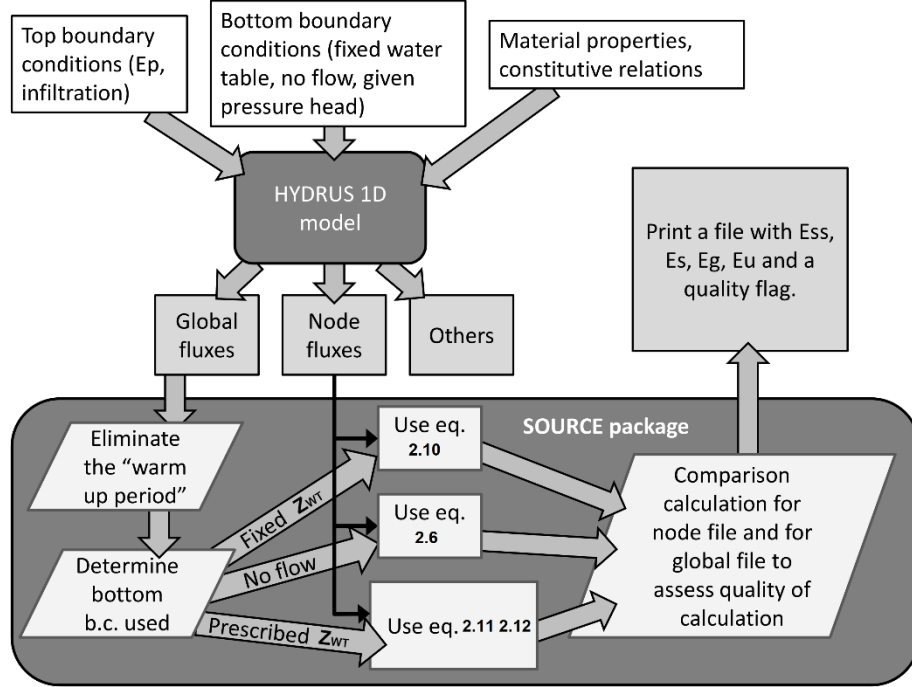 Top boundary
conditions (Ep,
infiltration)
Bottom boundary
conditions (fixed water
table, no flow, given
pressure head)
Material properties,
constitutive relations
HYDRUS 1D
model
Global
fluxes
Node
fluxes
Others
Print a file with Ess,
Es, Eg, Eu and a
quality flag.
SOURCE package
Eliminate
the “warm
up period”
Determine
bottom
b.c. used
Fixed ZWT
No flow
Prescribed ZWT
Use eq.
2.10
Use eq.
2.6
Use eq. 2.11 2.12
Comparison
calculation for
node file and for
global file to
assess quality of
calculation